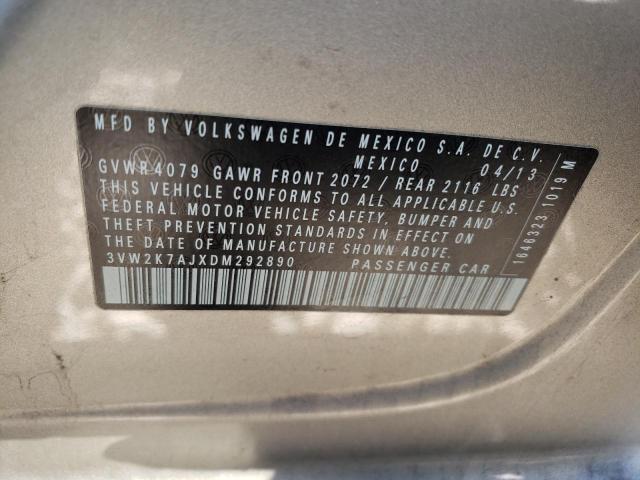 MFD BY VOLKSWAGEN DE MEXICO S.A. DE C.V.
MEXICO 04/13
GVWR 4079 GAWR FRONT 2072 / REAR 2116 LBS
THIS VEHICLE CONFORMS TO ALL APPLICABLE U.S.
FEDERAL MOTOR VEHICLE SAFETY, BUMPER AND
THEFT PREVENTION STANDARDS IN EFFECT ON
THE DATE OF MANUFACTURE SHOWN ABOVE.
3VW2K7AJXDM292890 PASSENGER CAR
1646323 1019 M